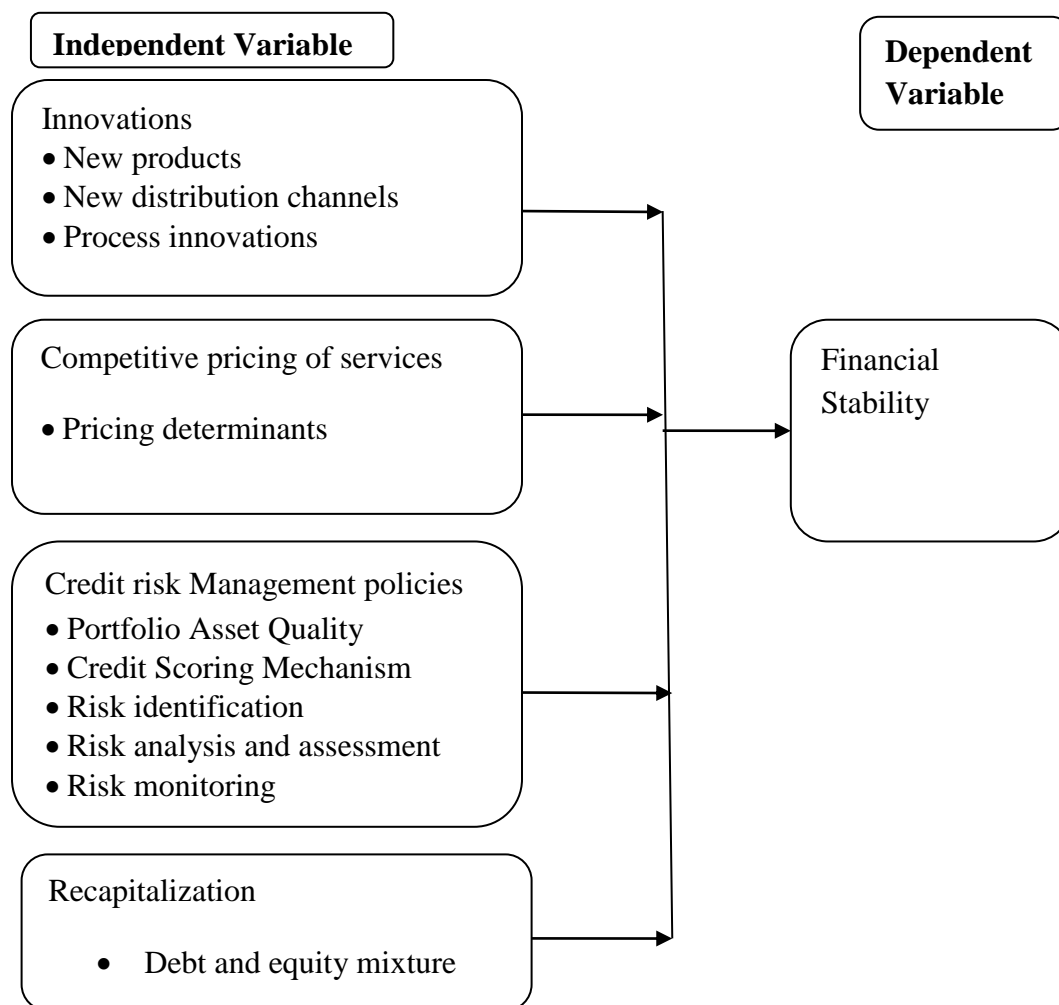 Independent Variable
Dependent
Variable
Innovations
• New products
• New distribution channels
• Process innovations
Competitive pricing of services
• Pricing determinants
Financial
Stability
Credit risk Management policies
• Portfolio Asset Quality
• Credit Scoring Mechanism
• Risk identification
• Risk analysis and assessment
• Risk monitoring
Recapitalization
• Debt and equity mixture